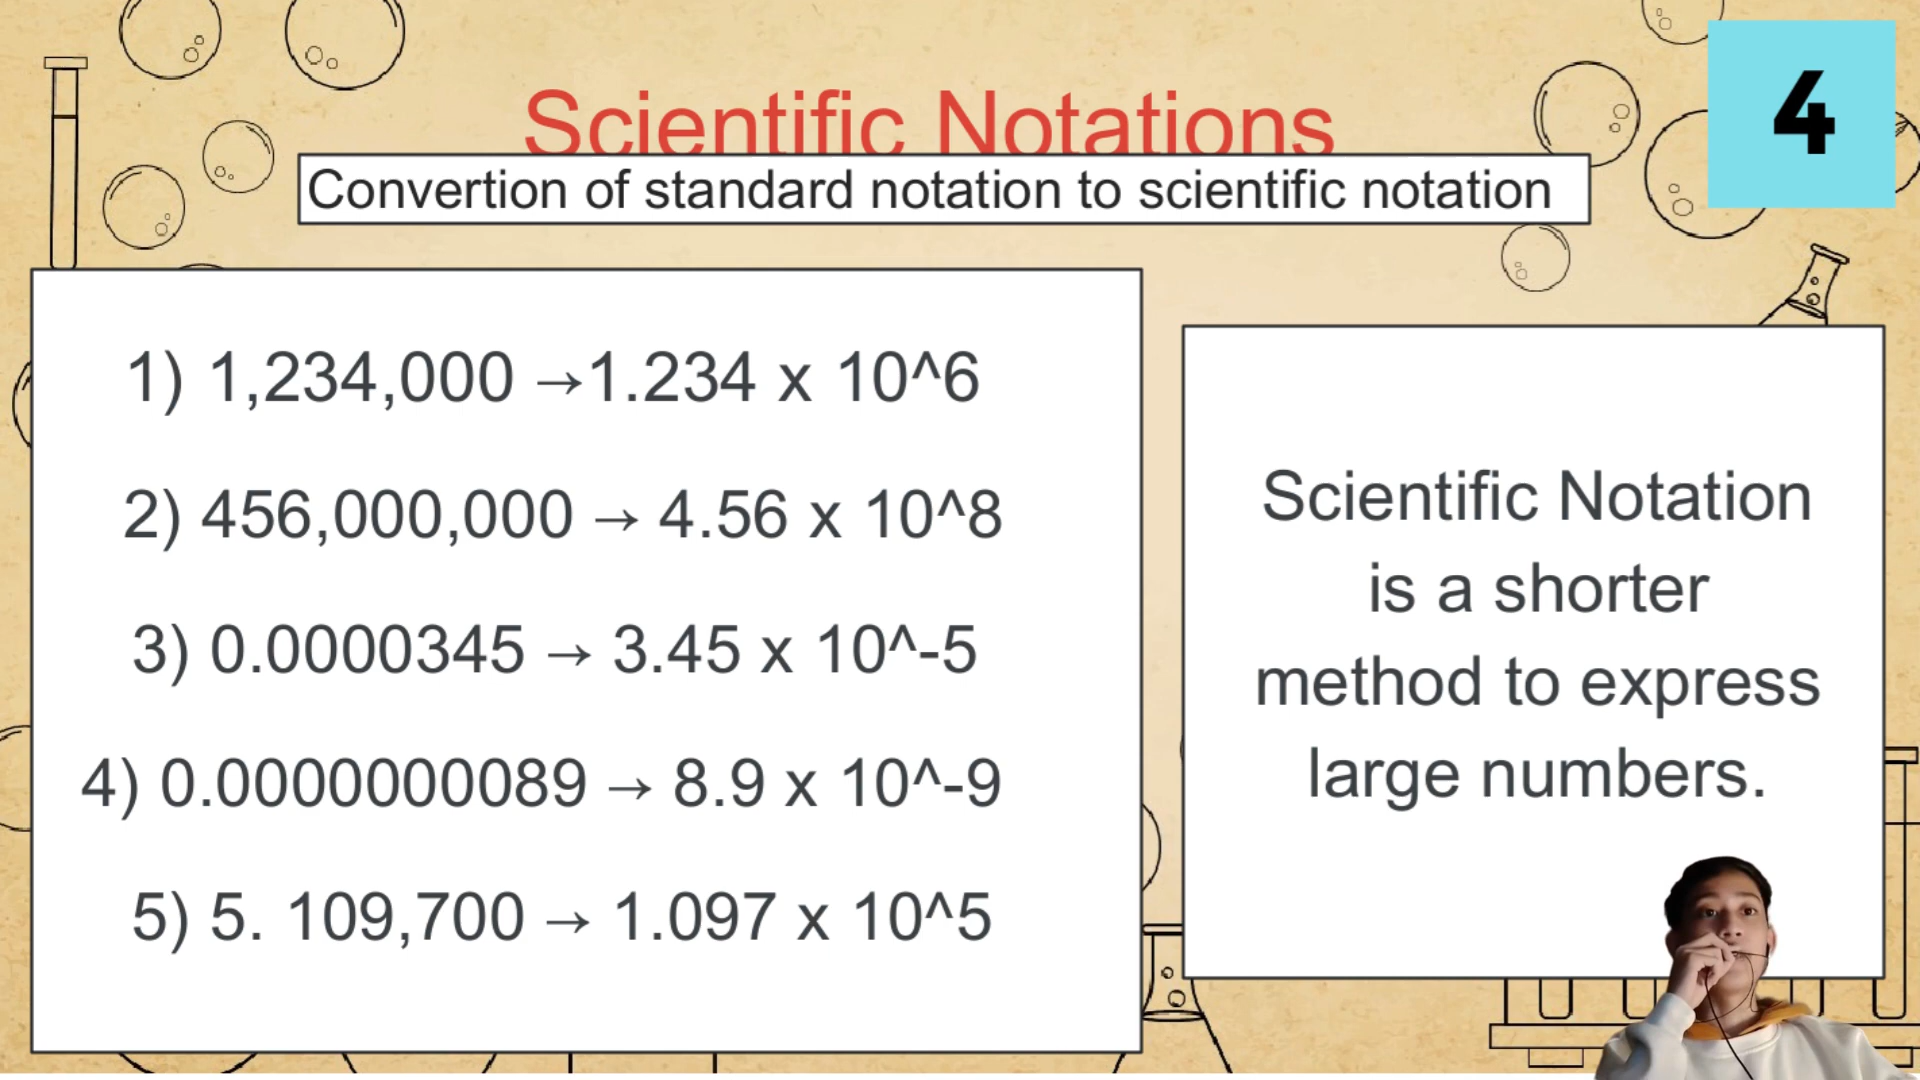 4
Scientific Notations
Convertion of standard notation to scientific notation
1) 1,234,000 →1.234 x 10^6
2) 456,000,000 → 4.56 x 10^8
3) 0.0000345 → 3.45 x 10^-5
4) 0.0000000089 → 8.9 x 10^-9
5) 5. 109,700 → 1.097 x 10^5
Scientific Notation
is a shorter
method to express
large numbers.